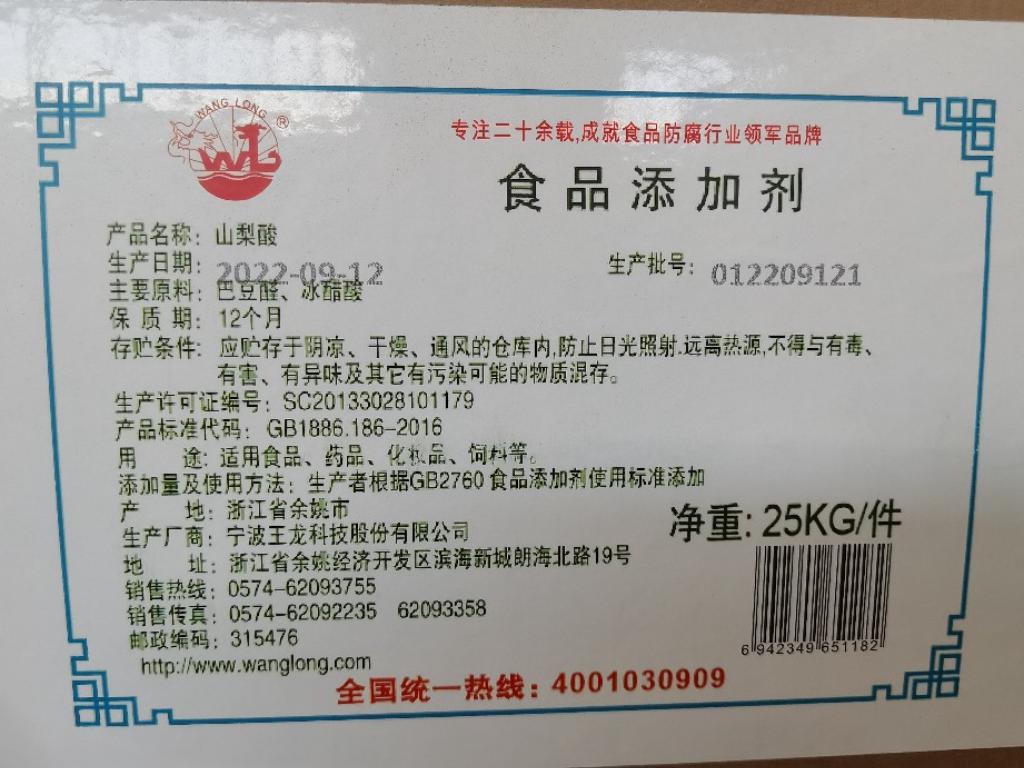 WANG LONG ®
WL
专注二十余载,成就食品防腐行业领军品牌
食品添加剂
产品名称：山梨酸
生产日期：2022-09-12 生产批号：012209121
主要原料：巴豆醛、冰醋酸
保质期：12个月
存贮条件：应贮存于阴凉、干燥、通风的仓库内,防止日光照射.远离热源,不得与有毒、
有害、有异味及其它有污染可能的物质混存。
生产许可证编号：SC20133028101179
产品标准代码：GB1886.186-2016
用 途：适用食品、药品、化妆品、饲料等。
添加量及使用方法：生产者根据GB2760 食品添加剂使用标准添加
产 地：浙江省余姚市
净重: 25KG/件
生产厂商：宁波王龙科技股份有限公司
地 址：浙江省余姚经济开发区滨海新城朗海北路19号
销售热线：0574-62093755
销售传真：0574-62092235 62093358
邮政编码：315476
6 942349 651182
http://www.wanglong.com
全国统一热线：4001030909